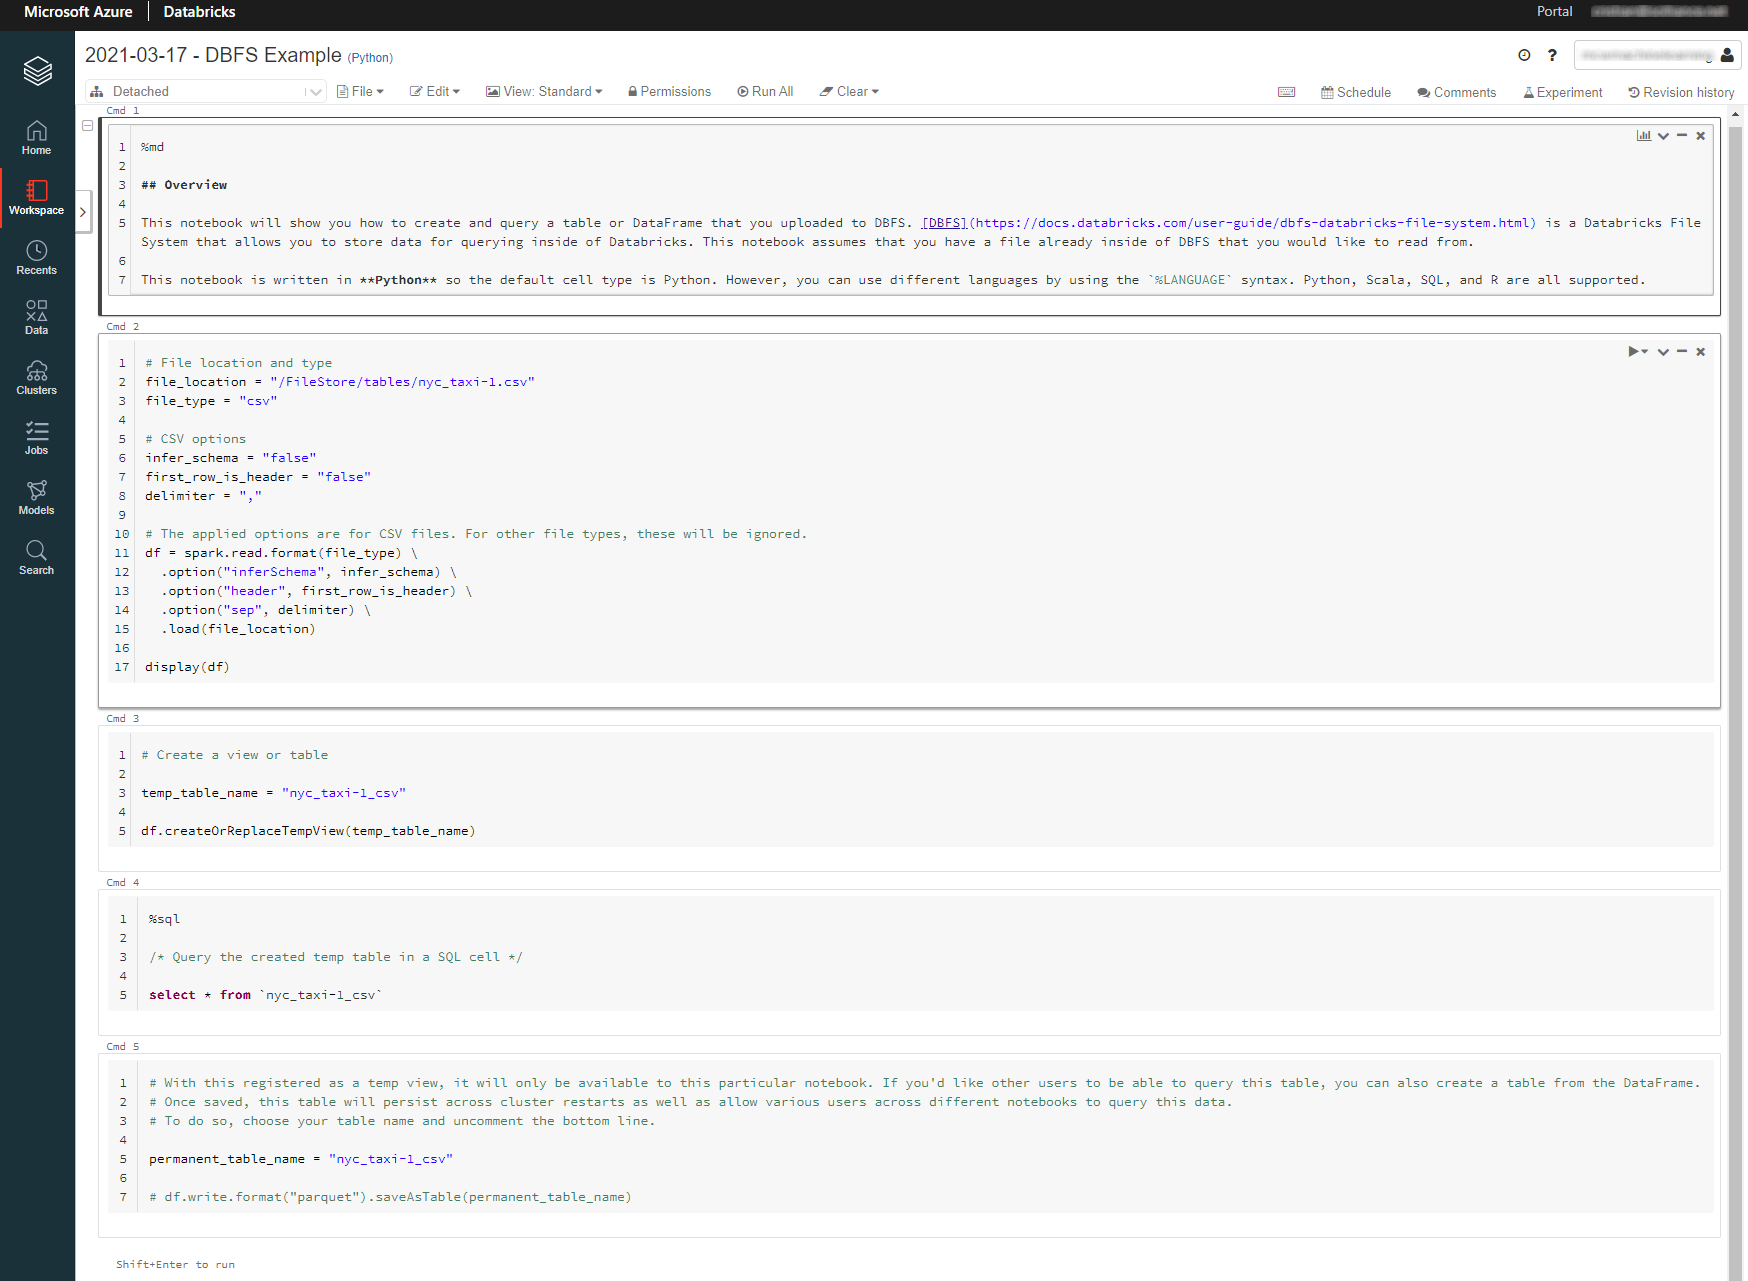 Microsoft Azure | Databricks
Portal
2021-03-17 - DBFS Example (Python)
?
Detached File Edit View: Standard Permissions Run All Clear Schedule Comments Experiment Revision history
Home
Workspace
Recents
Data
Clusters
Jobs
Models
Search
Cmd 1
1 %md
2
3 ## Overview
4
5 This notebook will show you how to create and query a table or DataFrame that you uploaded to DBFS. [DBFS](https://docs.databricks.com/user-guide/dbfs-databricks-file-system.html) is a Databricks File
System that allows you to store data for querying inside of Databricks. This notebook assumes that you have a file already inside of DBFS that you would like to read from.
6
7 This notebook is written in **Python** so the default cell type is Python. However, you can use different languages by using the `%LANGUAGE` syntax. Python, Scala, SQL, and R are all supported.
Cmd 2
1 # File location and type
2 file_location = "/FileStore/tables/nyc_taxi-1.csv"
3 file_type = "csv"
4
5 # CSV options
6 infer_schema = "false"
7 first_row_is_header = "false"
8 delimiter = ","
9
10 # The applied options are for CSV files. For other file types, these will be ignored.
11 df = spark.read.format(file_type) \
12 .option("inferSchema", infer_schema) \
13 .option("header", first_row_is_header) \
14 .option("sep", delimiter) \
15 .load(file_location)
16
17 display(df)
Cmd 3
1 # Create a view or table
2
3 temp_table_name = "nyc_taxi-1_csv"
4
5 df.createOrReplaceTempView(temp_table_name)
Cmd 4
1 %sql
2
3 /* Query the created temp table in a SQL cell */
4
5 select * from `nyc_taxi-1_csv`
Cmd 5
1 # With this registered as a temp view, it will only be available to this particular notebook. If you'd like other users to be able to query this table, you can also create a table from the DataFrame.
2 # Once saved, this table will persist across cluster restarts as well as allow various users across different notebooks to query this data.
3 # To do so, choose your table name and uncomment the bottom line.
4
5 permanent_table_name = "nyc_taxi-1_csv"
6
7 # df.write.format("parquet").saveAsTable(permanent_table_name)
Shift+Enter to run